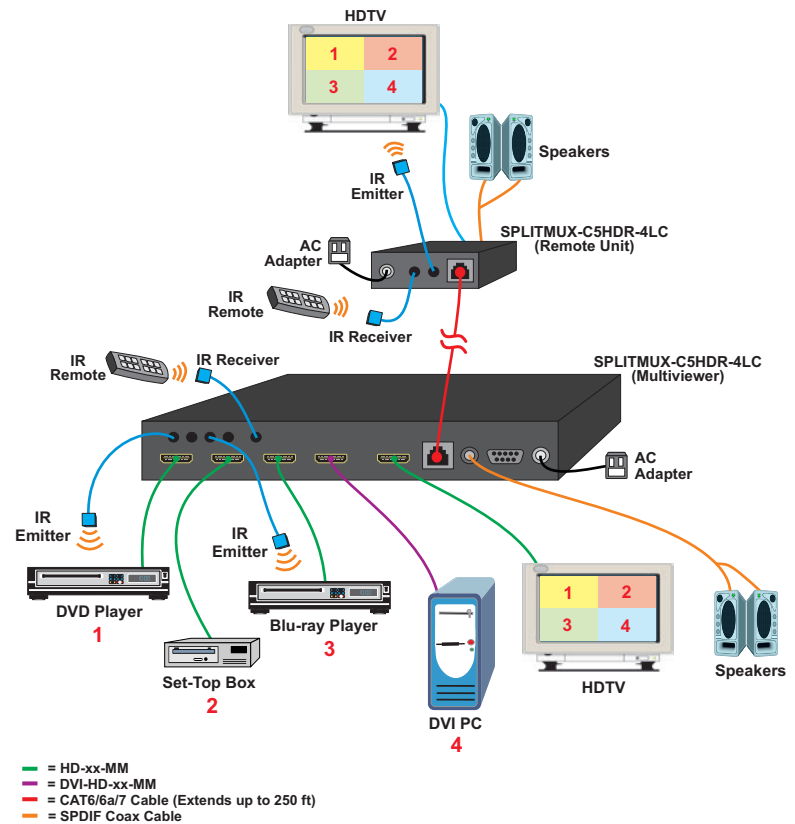 HDTV
1 2
3 4
Speakers
IR
Emitter
SPLITMUX-C5HDR-4LC
(Remote Unit)
AC
Adapter
IR
Remote
IR Receiver
SPLITMUX-C5HDR-4LC
(Multiviewer)
IR
Remote
IR Receiver
AC
Adapter
IR
Emitter
IR
Emitter
DVD Player
1
Set-Top Box
2
Blu-ray Player
3
DVI PC
4
1 2
3 4
HDTV
Speakers
= HD-xx-MM
= DVI-HD-xx-MM
= CAT6/6a/7 Cable (Extends up to 250 ft)
= SPDIF Coax Cable